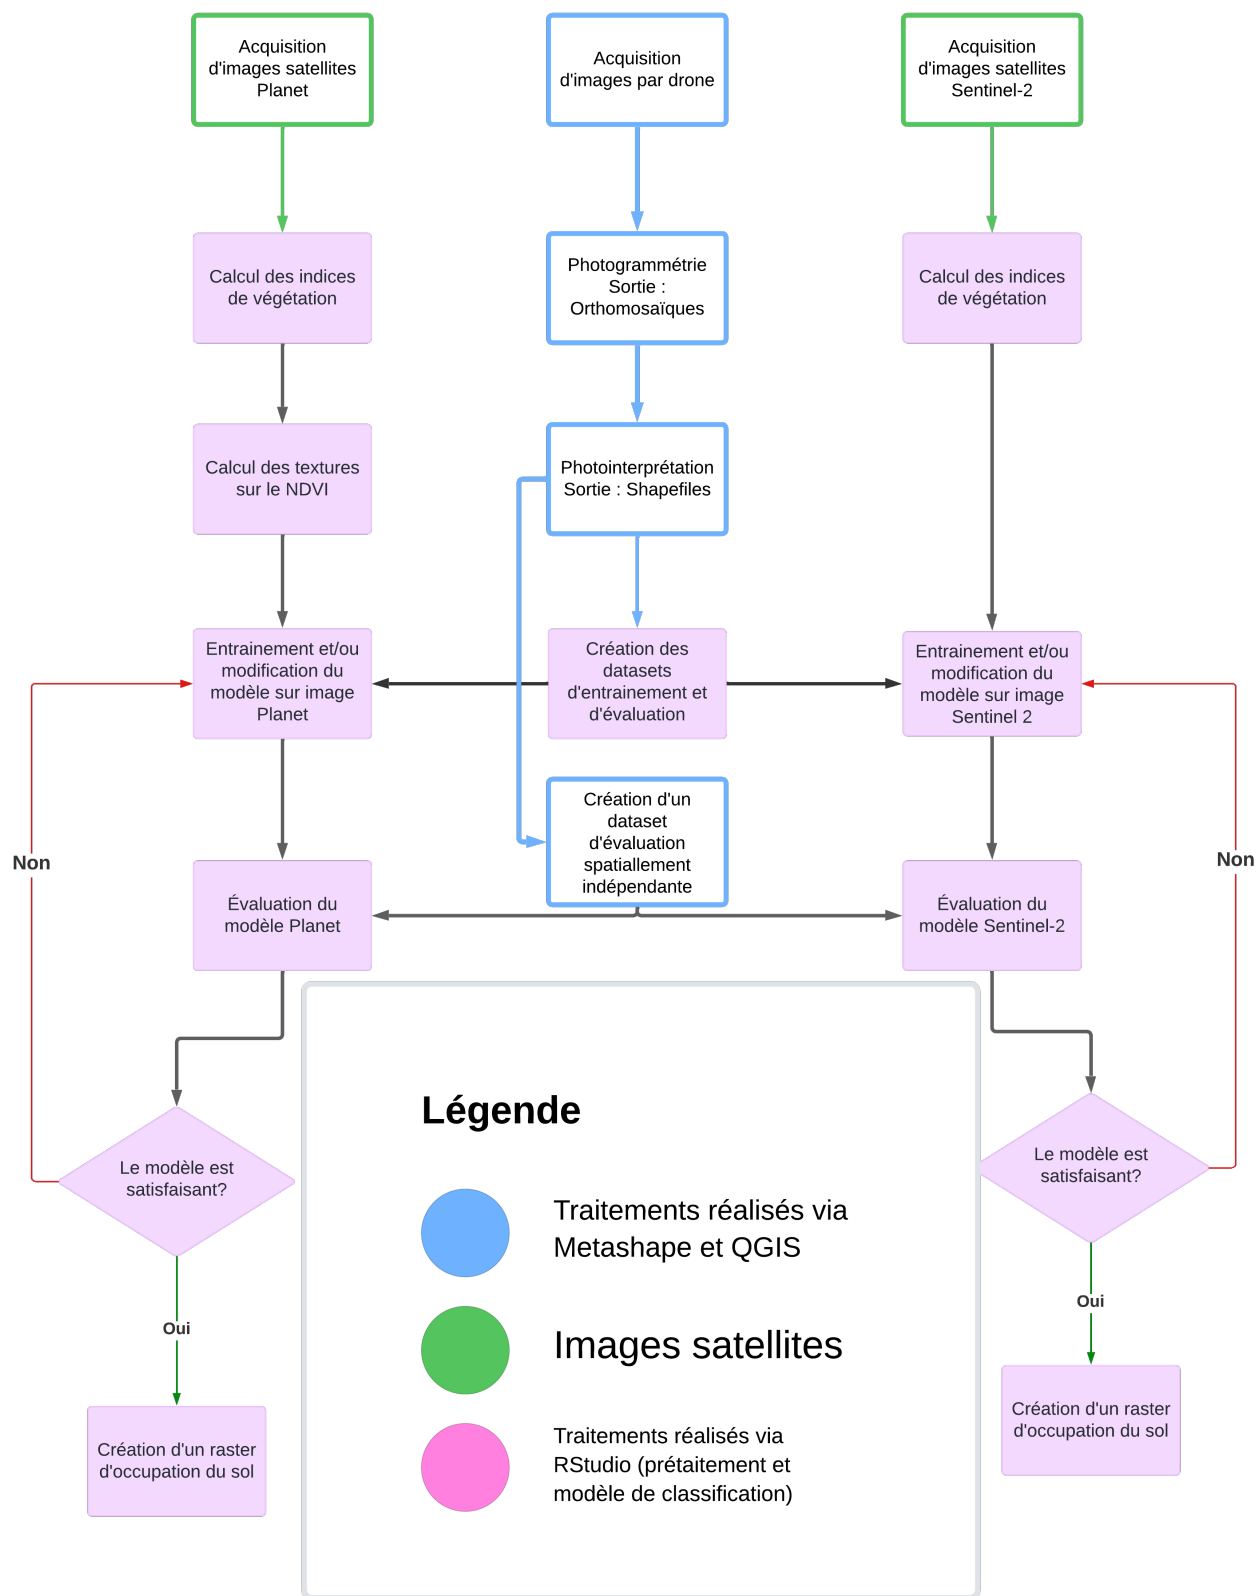 Acquisition
d'images satellites
Planet
Acquisition
d'images par drone
Acquisition
d'images satellites
Sentinel-2
Calcul des indices
de végétation
Photogrammétrie
Sortie :
Orthomosaïques
Calcul des indices
de végétation
Calcul des textures
sur le NDVI
Photointerprétation
Sortie : Shapefiles
Entrainement et/ou
modification du
modèle sur image
Planet
Création des
datasets
d'entrainement et
d'évaluation
Entrainement et/ou
modification du
modèle sur image
Sentinel 2
Création d'un
dataset
d'évaluation
spatiallement
indépendante
Non
Non
Évaluation du
modèle Planet
Évaluation du
modèle Sentinel-2
Le modèle est
satisfaisant?
Le modèle est
satisfaisant?
Oui
Oui
Création d'un raster
d'occupation du sol
Création d'un raster
d'occupation du sol
Légende
Traitements réalisés via
Metashape et QGIS
Images satellites
Traitements réalisés via
RStudio (prétaitement et
modèle de classification)